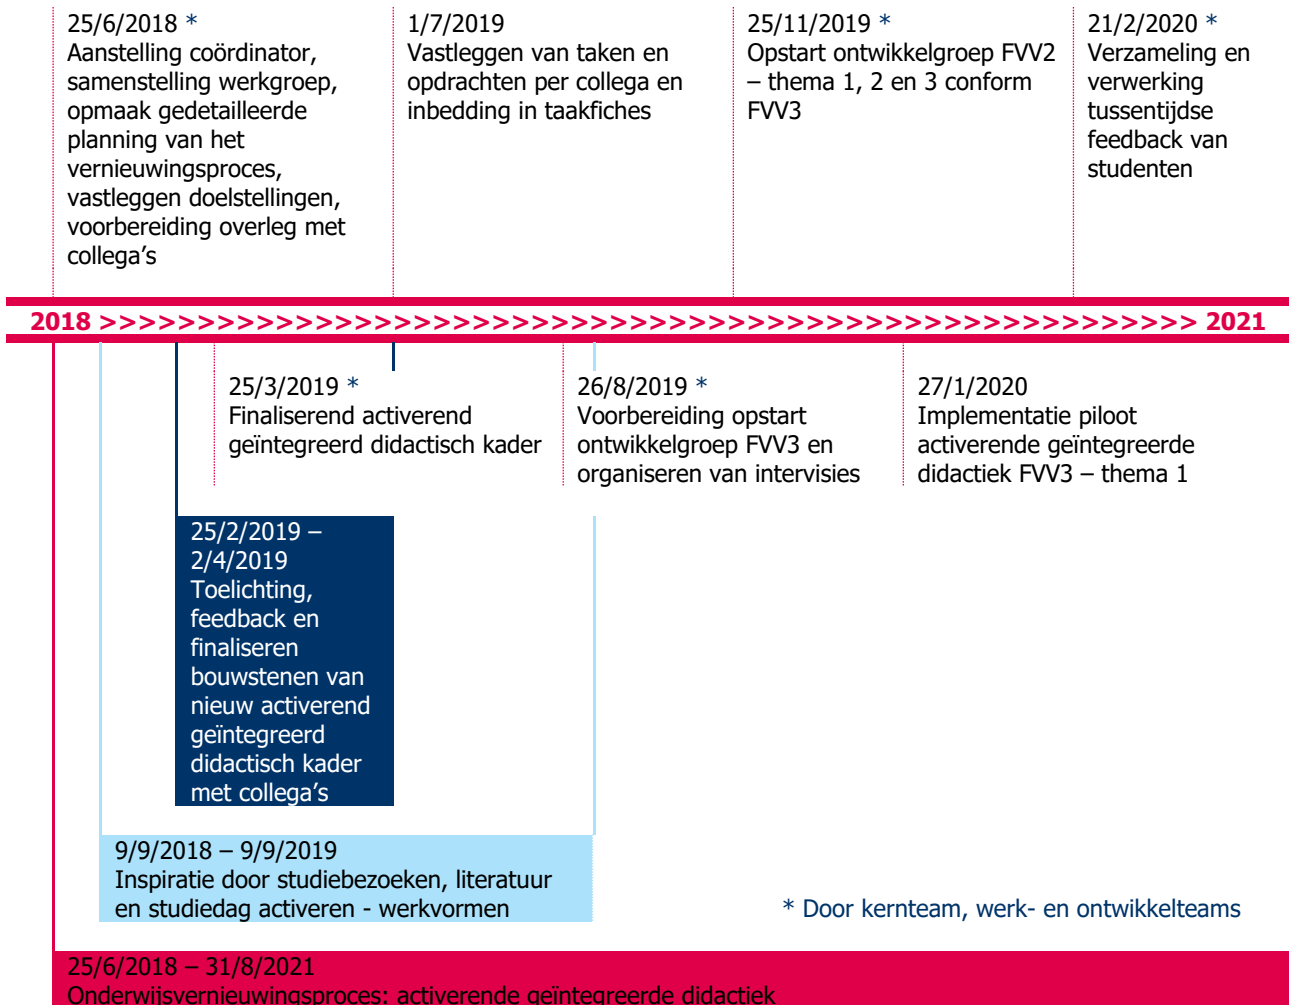 25/6/2018 *
Aanstelling coördinator,
samenstelling werkgroep,
opmaak gedetailleerde
planning van het
vernieuwingsproces,
vastleggen doelstellingen,
voorbereiding overleg met
collega’s
1/7/2019
Vastleggen van taken en
opdrachten per collega en
inbedding in taakfiches
25/11/2019 *
Opstart ontwikkelgroep FVV2
– thema 1, 2 en 3 conform
FVV3
21/2/2020 *
Verzameling en
verwerking
tussentijdse
feedback van
studenten
2018 >>>>>>>>>>>>>>>>>>>>>>>>>>>>>>>>>>>>>>>>>>>>>>>>>>>>>>>> 2021
25/3/2019 *
Finaliserend activerend
geïntegreerd didactisch kader
26/8/2019 *
Voorbereiding opstart
ontwikkelgroep FVV3 en
organiseren van intervisies
27/1/2020
Implementatie piloot
activerende geïntegreerde
didactiek FVV3 – thema 1
25/2/2019 –
2/4/2019
Toelichting,
feedback en
finaliseren
bouwstenen van
nieuw activerend
geïntegreerd
didactisch kader
met collega’s
9/9/2018 – 9/9/2019
Inspiratie door studiebezoeken, literatuur
en studiedag activeren - werkvormen
* Door kernteam, werk- en ontwikkelteams
25/6/2018 – 31/8/2021
Onderwijsvernieuwingsproces: activerende geïntegreerde didactiek